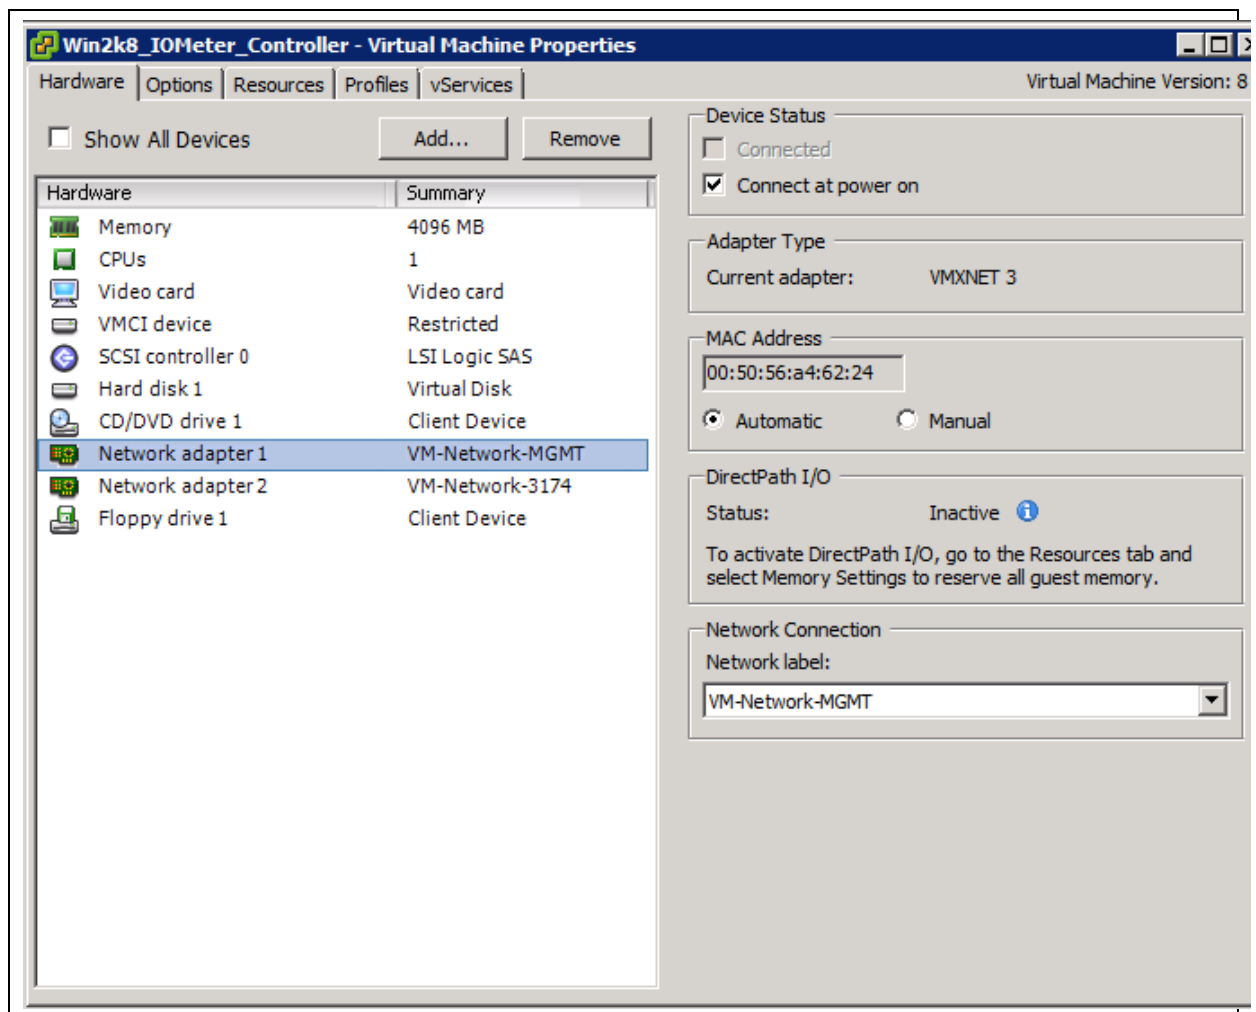 Win2k8_IOMeter_Controller - Virtual Machine Properties
Hardware Options Resources Profiles vServices Virtual Machine Version: 8
Show All Devices Add... Remove
Hardware Summary
Memory 4096 MB
CPUs 1
Video card Video card
VMCI device Restricted
SCSI controller 0 LSI Logic SAS
Hard disk 1 Virtual Disk
CD/DVD drive 1 Client Device
Network adapter 1 VM-Network-MGMT
Network adapter 2 VM-Network-3174
Floppy drive 1 Client Device
Device Status
Connected
Connect at power on
Adapter Type
Current adapter: VMXNET 3
MAC Address
00:50:56:a4:62:24
Automatic Manual
DirectPath I/O
Status: Inactive
To activate DirectPath I/O, go to the Resources tab and
select Memory Settings to reserve all guest memory.
Network Connection
Network label:
VM-Network-MGMT